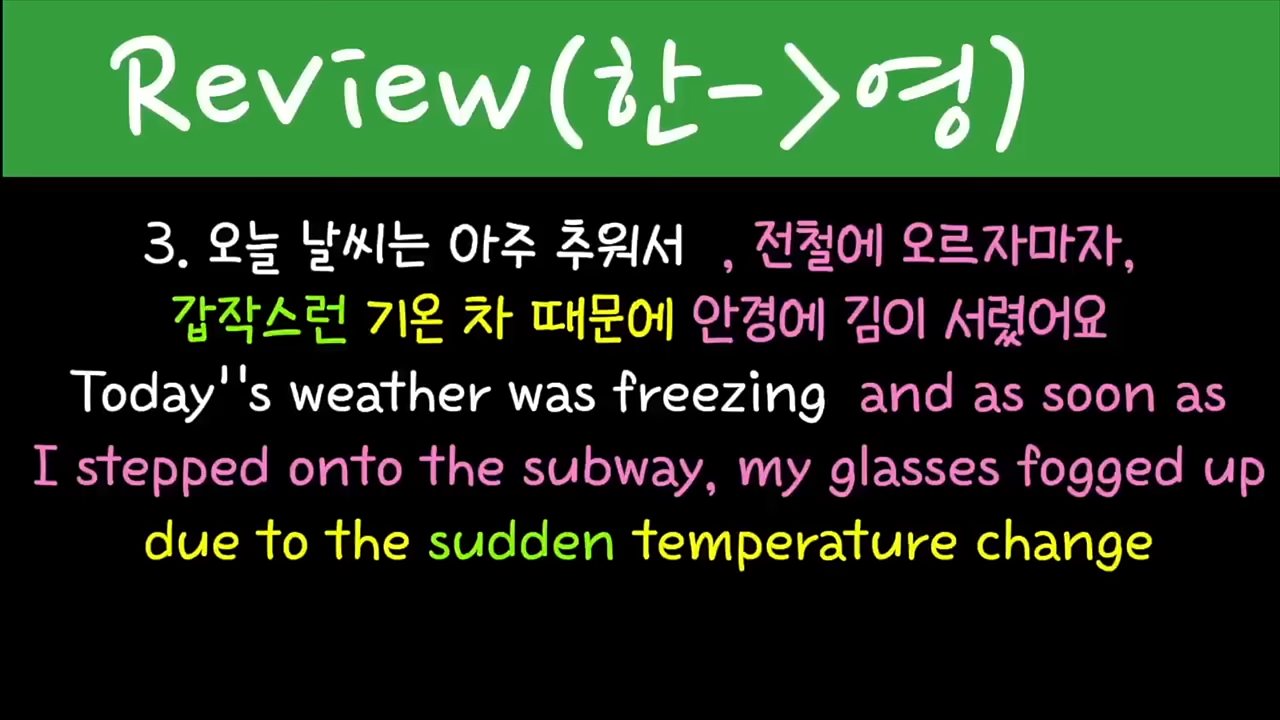 Review(한->영)
3. 오늘 날씨는 아주 추워서 , 전철에 오르자마자,
갑작스런 기온 차 때문에 안경에 김이 서렸어요
Today''s weather was freezing and as soon as
I stepped onto the subway, my glasses fogged up
due to the sudden temperature change